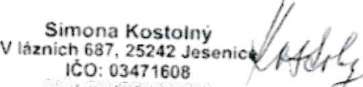 Simona Kostolný
V lázních 687, 25242 Jesenice
IČO: 03471608